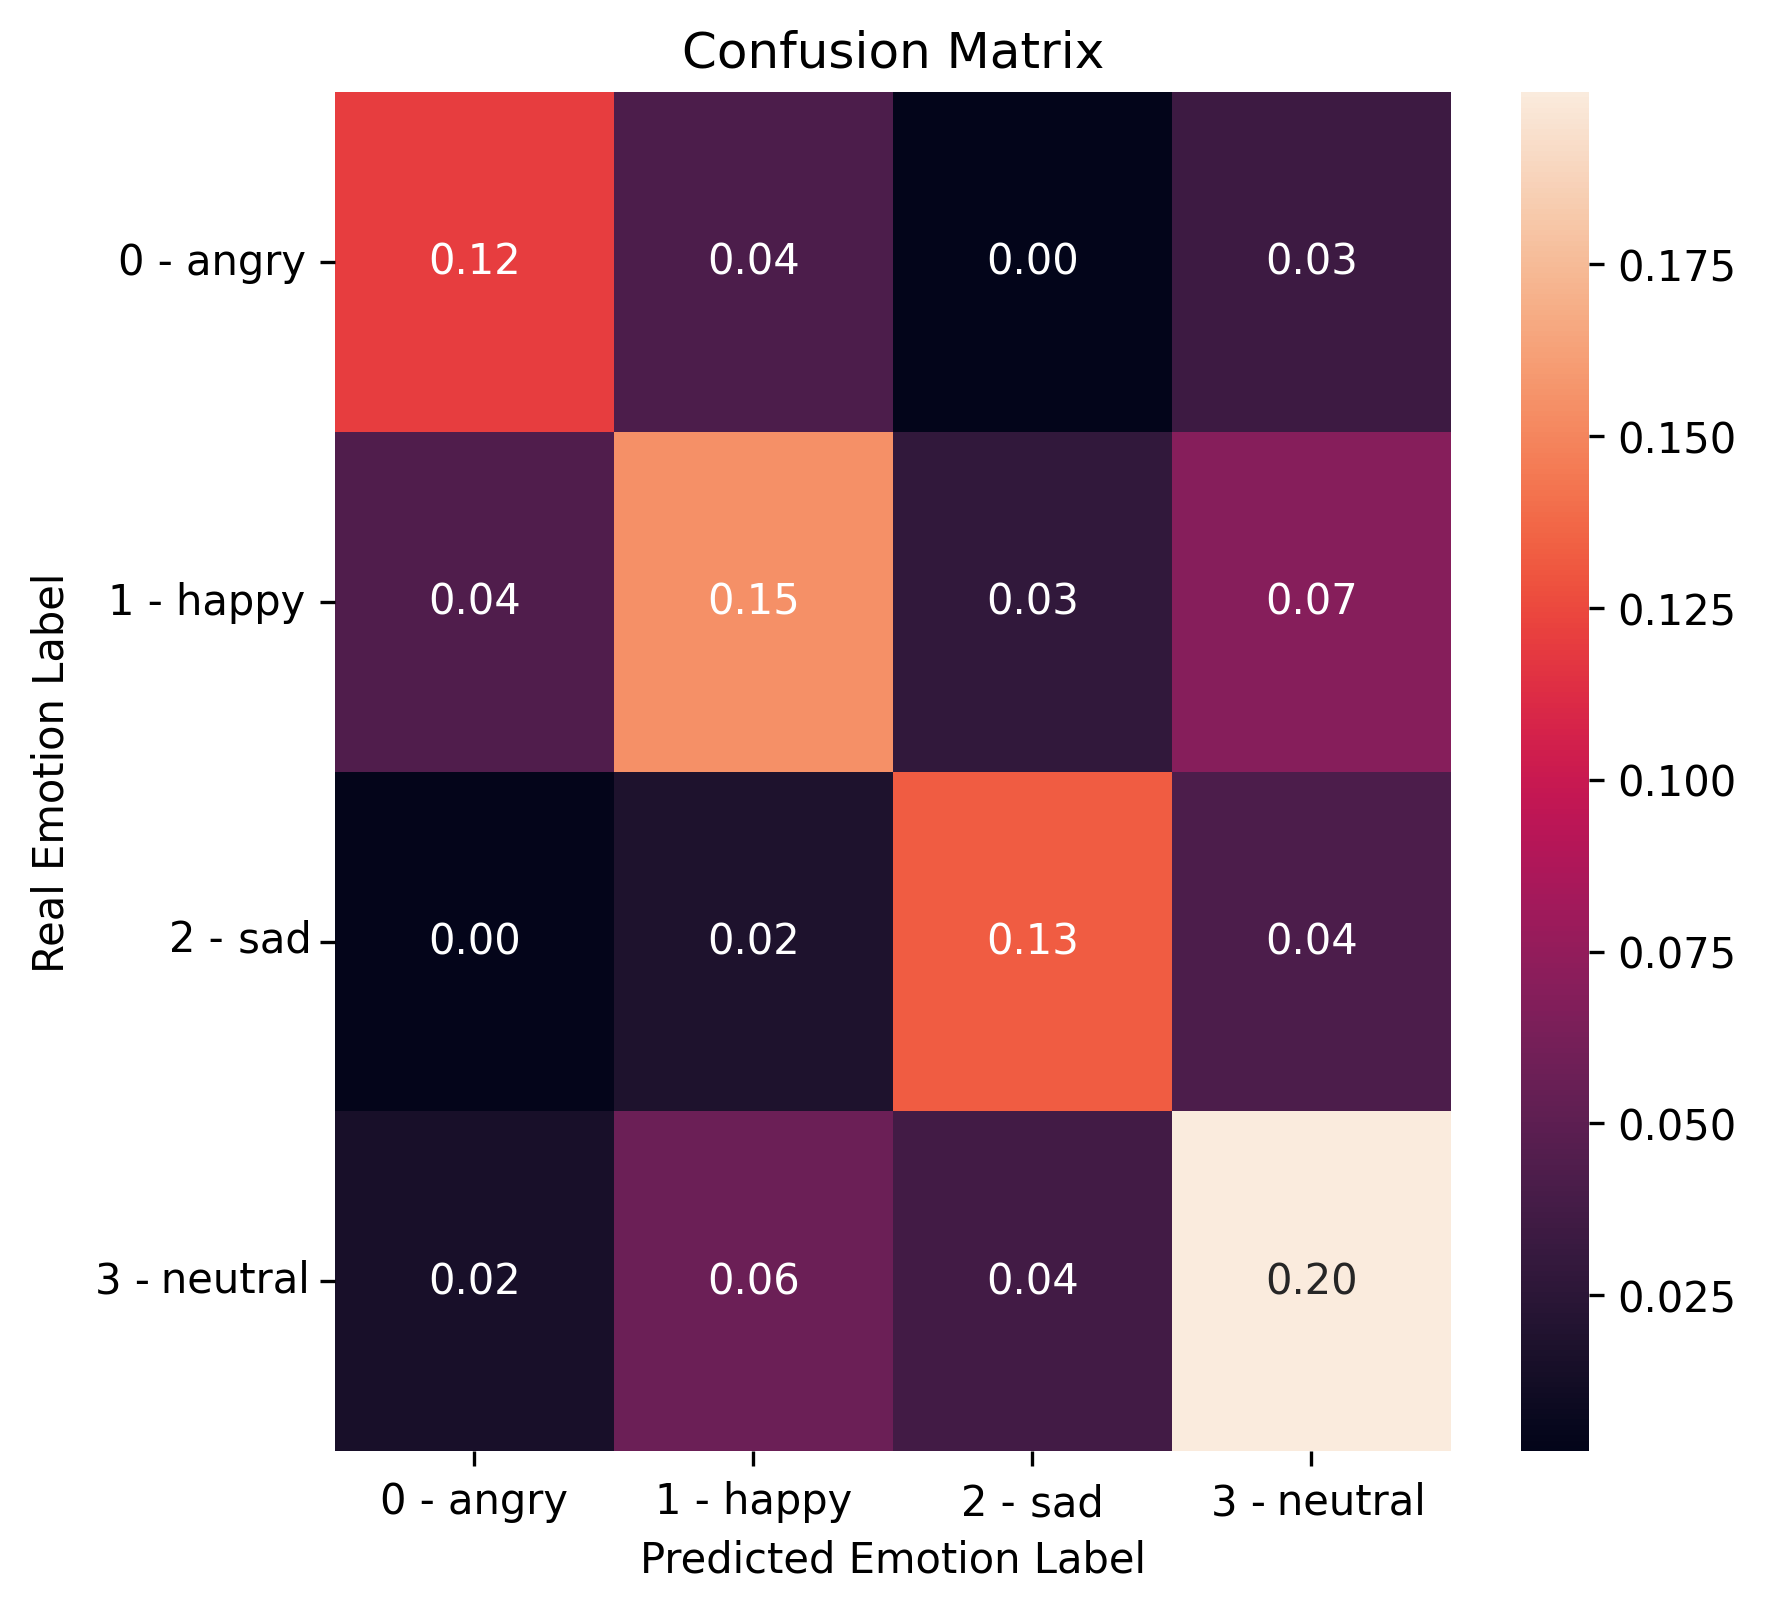 Confusion Matrix
Real Emotion Label
0 - angry 0.12 0.04 0.00 0.03
1 - happy 0.04 0.15 0.03 0.07
2 - sad 0.00 0.02 0.13 0.04
3 - neutral 0.02 0.06 0.04 0.20
0 - angry 1 - happy 2 - sad 3 - neutral
Predicted Emotion Label
0.175
0.150
0.125
0.100
0.075
0.050
0.025